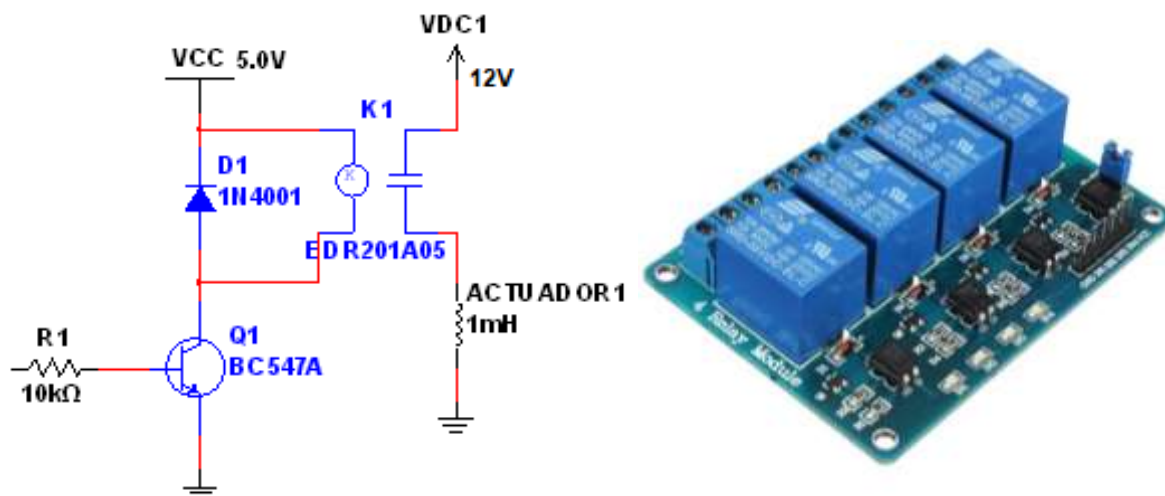 VDC1
VCC 5.0V
12V
K1
D1
1N4001
K
EDR201A05
ACTUADOR1
1mH
R1
10kΩ
Q1
BC547A
4 Relay Module